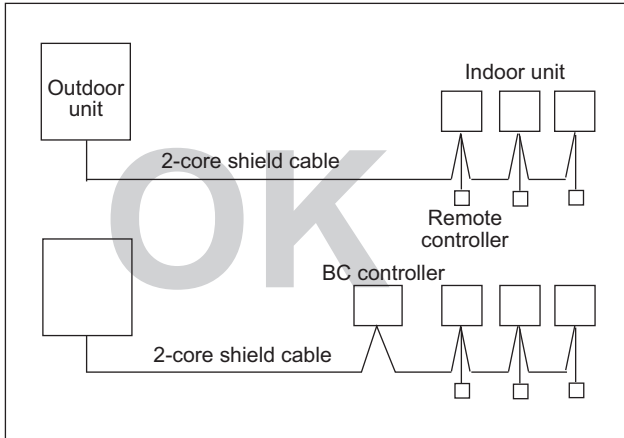 Outdoor
unit
Indoor unit
2-core shield cable
Remote
controller
OK
BC controller
2-core shield cable